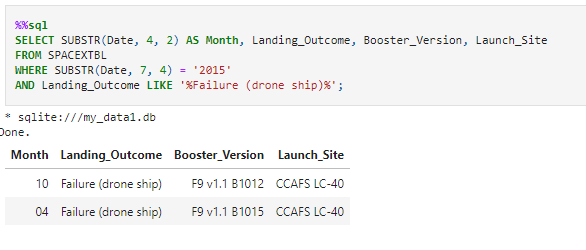 %%sql
SELECT SUBSTR(Date, 4, 2) AS Month, Landing_Outcome, Booster_Version, Launch_Site
FROM SPACEXTBL
WHERE SUBSTR(Date, 7, 4) = '2015'
AND Landing_Outcome LIKE '%Failure (drone ship)%';
* sqlite:///my_data1.db
Done.
Month Landing_Outcome Booster_Version Launch_Site
10 Failure (drone ship) F9 v1.1 B1012 CCAFS LC-40
04 Failure (drone ship) F9 v1.1 B1015 CCAFS LC-40